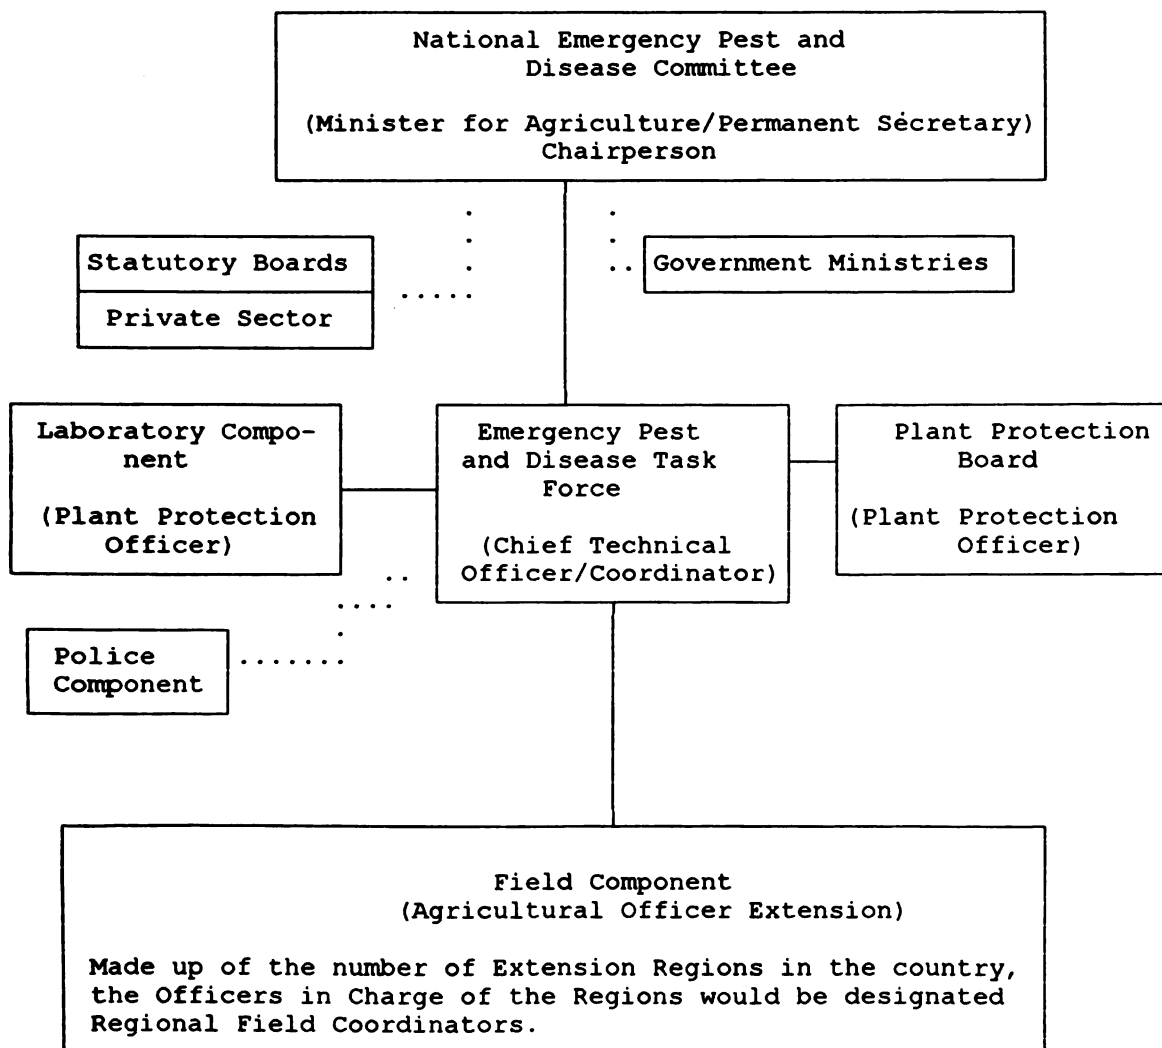 National Emergency Pest and
Disease Committee
(Minister for Agriculture/Permanent Sécretary)
Chairperson
Statutory Boards
Private Sector
Government Ministries
Laboratory Compo-
nent
(Plant Protection
Officer)
Emergency Pest
and Disease Task
Force
(Chief Technical
Officer/Coordinator)
Plant Protection
Board
(Plant Protection
Officer)
Police
Component
Field Component
(Agricultural Officer Extension)
Made up of the number of Extension Regions in the country,
the Officers in Charge of the Regions would be designated
Regional Field Coordinators.